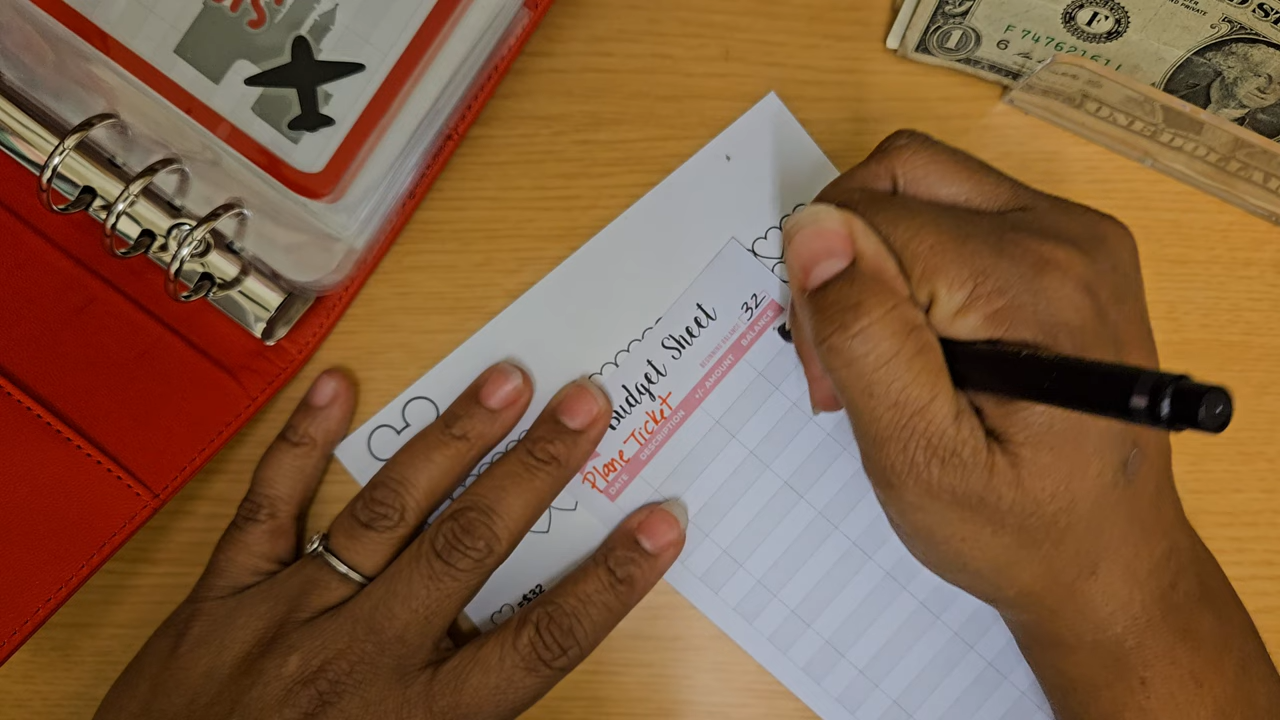 F 74762161
ONE DOLLAR
Budget Sheet
BEGINNING BALANCE 32
Plane Ticket
DATE DESCRIPTION +/- AMOUNT BALANCE
=$32